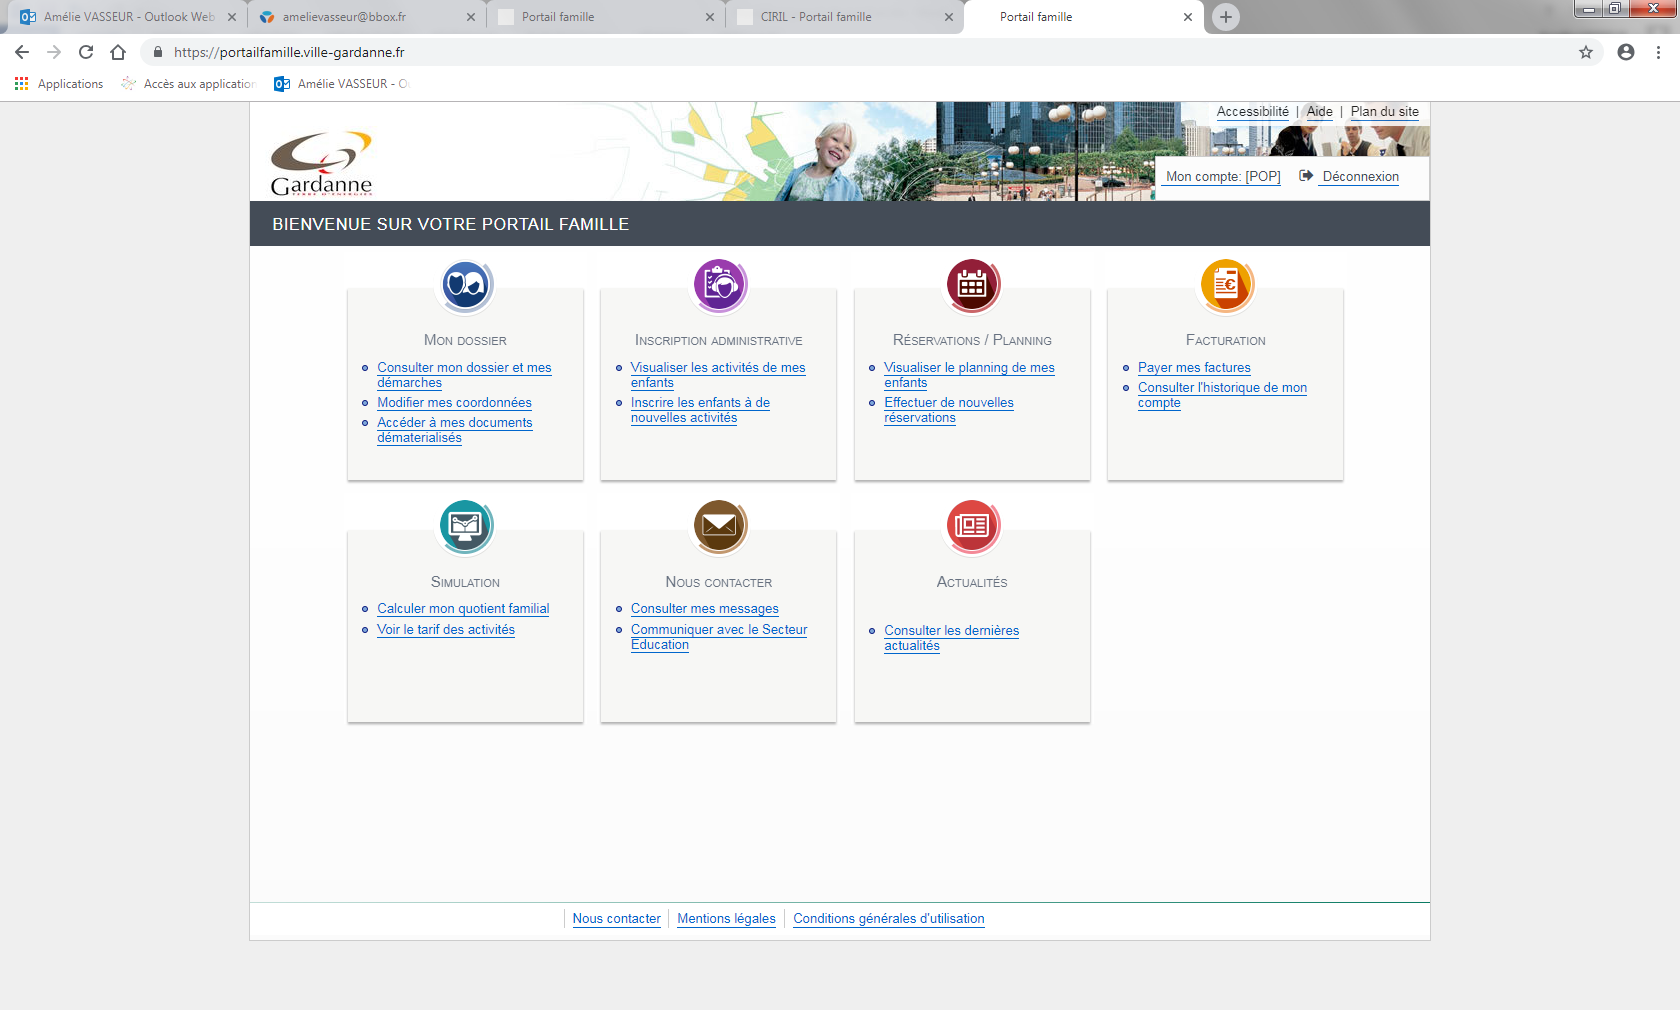 Amélie VASSEUR - Outlook Web
amelievasseur@bbox.fr
Portail famille
CIRIL - Portail famille
Portail famille
https://portailfamille.ville-gardanne.fr
Applications
Accès aux application
Amélie VASSEUR - Ou
Accessibilité | Aide | Plan du site
Gardanne
TERRE D'ENERGIES
Mon compte: [POP]
Déconnexion
BIENVENUE SUR VOTRE PORTAIL FAMILLE
MON DOSSIER
Consulter mon dossier et mes
démarches
Modifier mes coordonnées
Accéder à mes documents
dématerialisés
INSCRIPTION ADMINISTRATIVE
Visualiser les activités de mes
enfants
Inscrire les enfants à de
nouvelles activités
RÉSERVATIONS / PLANNING
Visualiser le planning de mes
enfants
Effectuer de nouvelles
réservations
FACTURATION
Payer mes factures
Consulter l'historique de mon
compte
SIMULATION
Calculer mon quotient familial
Voir le tarif des activités
NOUS CONTACTER
Consulter mes messages
Communiquer avec le Secteur
Education
ACTUALITÉS
Consulter les dernières
actualités
Nous contacter
Mentions légales
Conditions générales d'utilisation